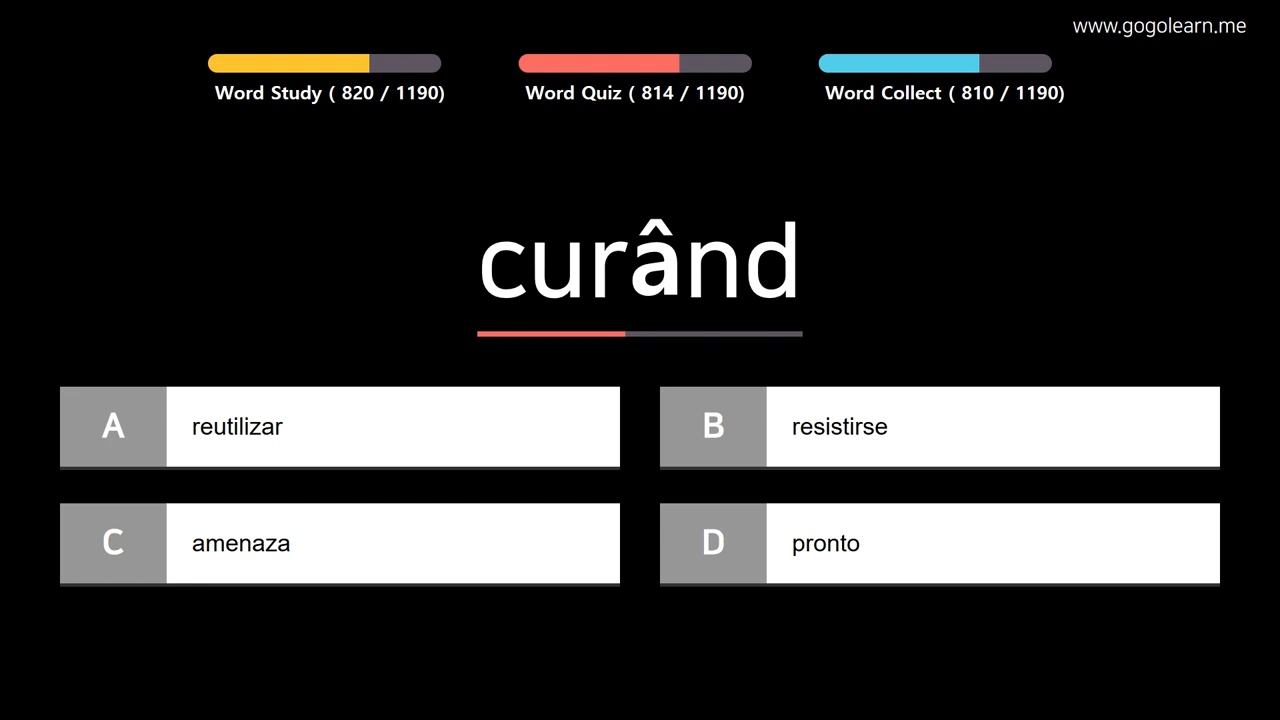 www.gogolearn.me
Word Study ( 820 / 1190)
Word Quiz ( 814 / 1190)
Word Collect ( 810 / 1190)
curând
A reutilizar
B resistirse
C amenaza
D pronto